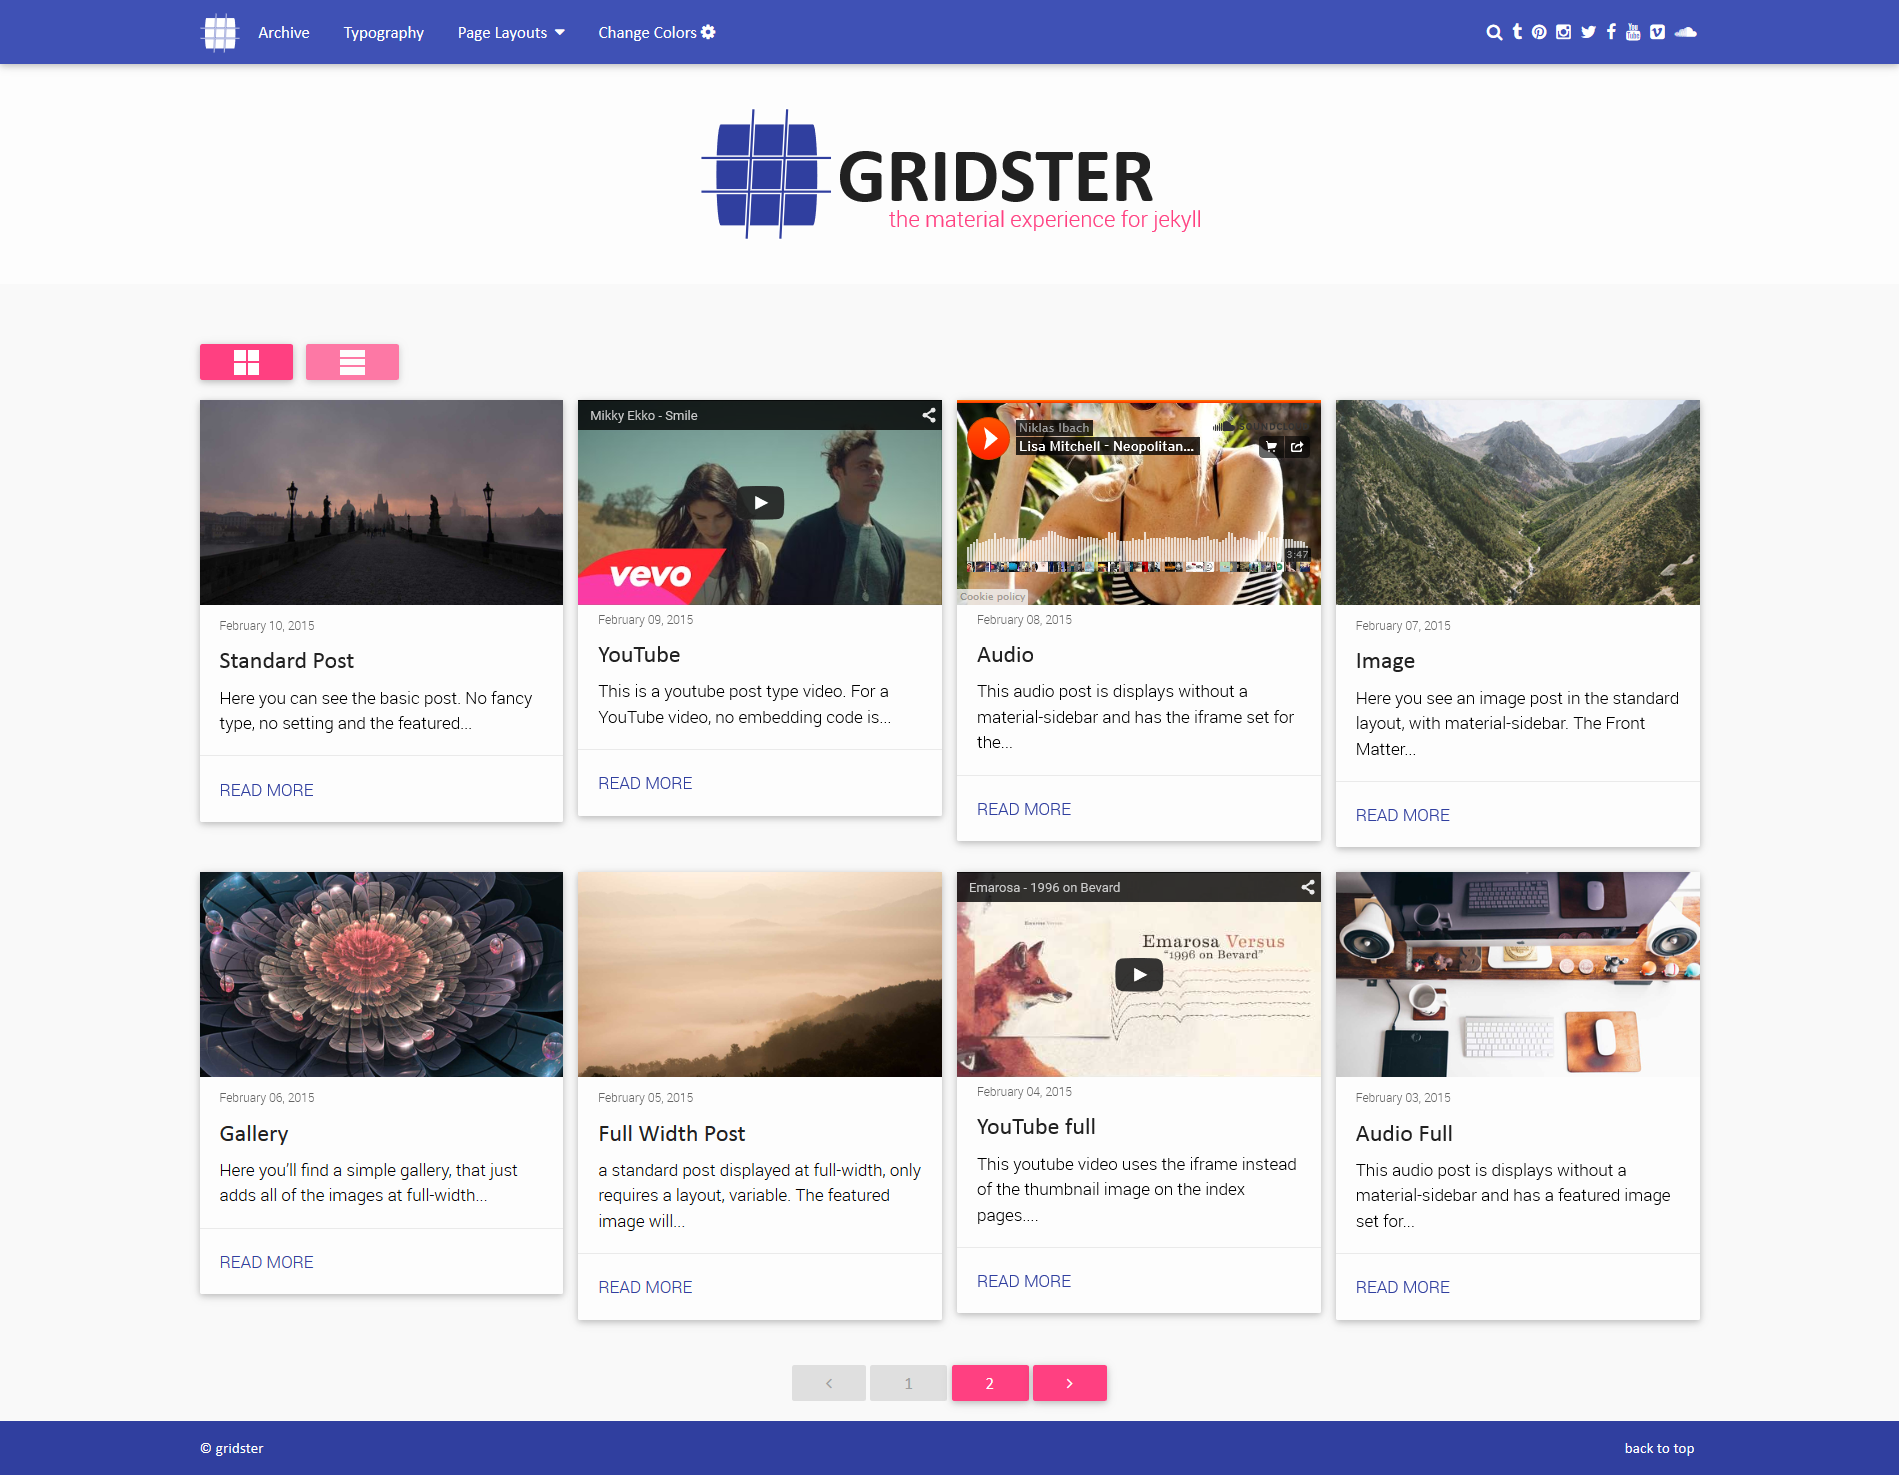 Archive Typography Page Layouts Change Colors
GRIDSTER
the material experience for jekyll
Mikky Ekko - Smile
vevo
February 10, 2015
Standard Post
Here you can see the basic post. No fancy
type, no setting and the featured...
READ MORE
February 09, 2015
YouTube
This is a youtube post type video. For a
YouTube video, no embedding code is...
READ MORE
Niklas Ibach
SOUNDCLOUD
Lisa Mitchell - Neopolitan...
3:47
Cookie policy
February 08, 2015
Audio
This audio post is displays without a
material-sidebar and has the iframe set for
the...
READ MORE
February 07, 2015
Image
Here you see an image post in the standard
layout, with material-sidebar. The Front
Matter...
READ MORE
February 06, 2015
Gallery
Here you'll find a simple gallery, that just
adds all of the images at full-width...
READ MORE
February 05, 2015
Full Width Post
a standard post displayed at full-width, only
requires a layout, variable. The featured
image will...
READ MORE
Emarosa - 1996 on Bevard
Emarosa Versus
Emarosa Versus
"1996 on Bevard"
February 04, 2015
YouTube full
This youtube video uses the iframe instead
of the thumbnail image on the index
pages....
READ MORE
February 03, 2015
Audio Full
This audio post is displays without a
material-sidebar and has a featured image
set for...
READ MORE
1 2
© gridster
back to top